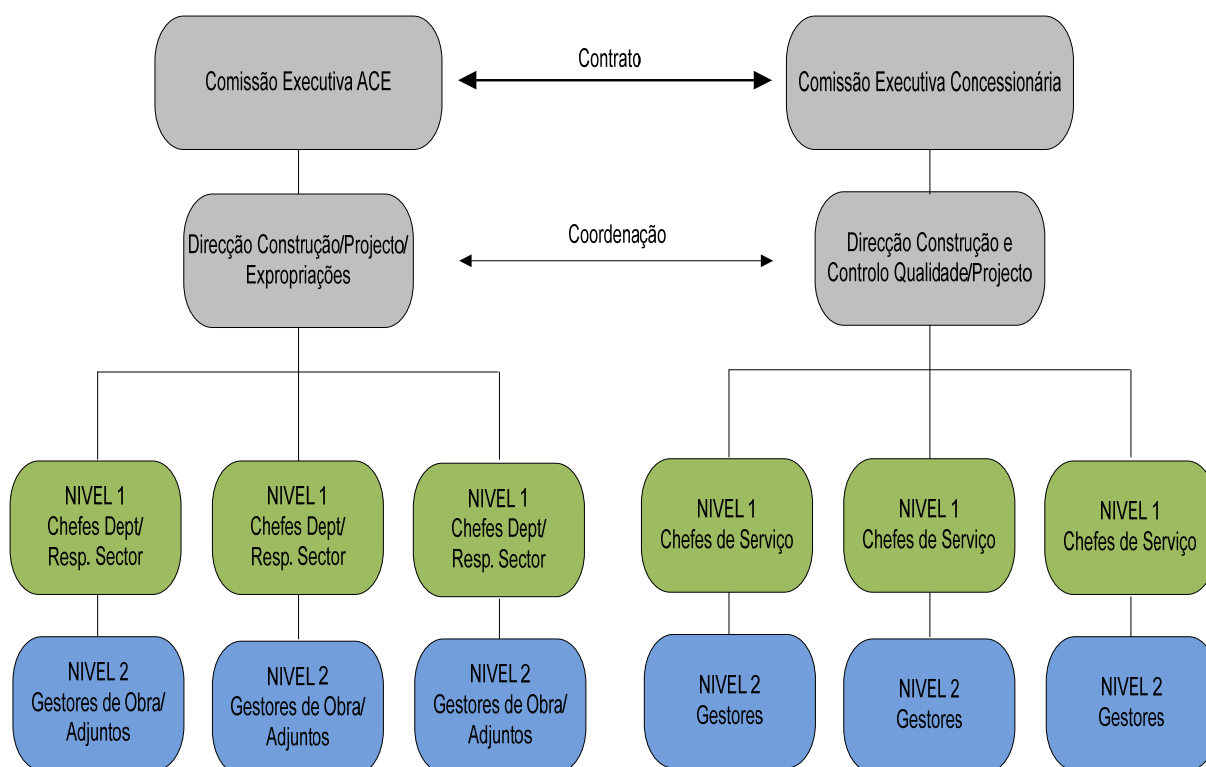 Comissão Executiva ACE
Contrato
Comissão Executiva Concessionária
Direcção Construção/Projecto/
Expropriações
Coordenação
Direcção Construção e
Controlo Qualidade/Projecto
NIVEL 1
Chefes Dept/
Resp. Sector
NIVEL 1
Chefes Dept/
Resp. Sector
NIVEL 1
Chefes Dept/
Resp. Sector
NIVEL 1
Chefes de Serviço
NIVEL 1
Chefes de Serviço
NIVEL 1
Chefes de Serviço
NIVEL 2
Gestores de Obra/
Adjuntos
NIVEL 2
Gestores de Obra/
Adjuntos
NIVEL 2
Gestores de Obra/
Adjuntos
NIVEL 2
Gestores
NIVEL 2
Gestores
NIVEL 2
Gestores